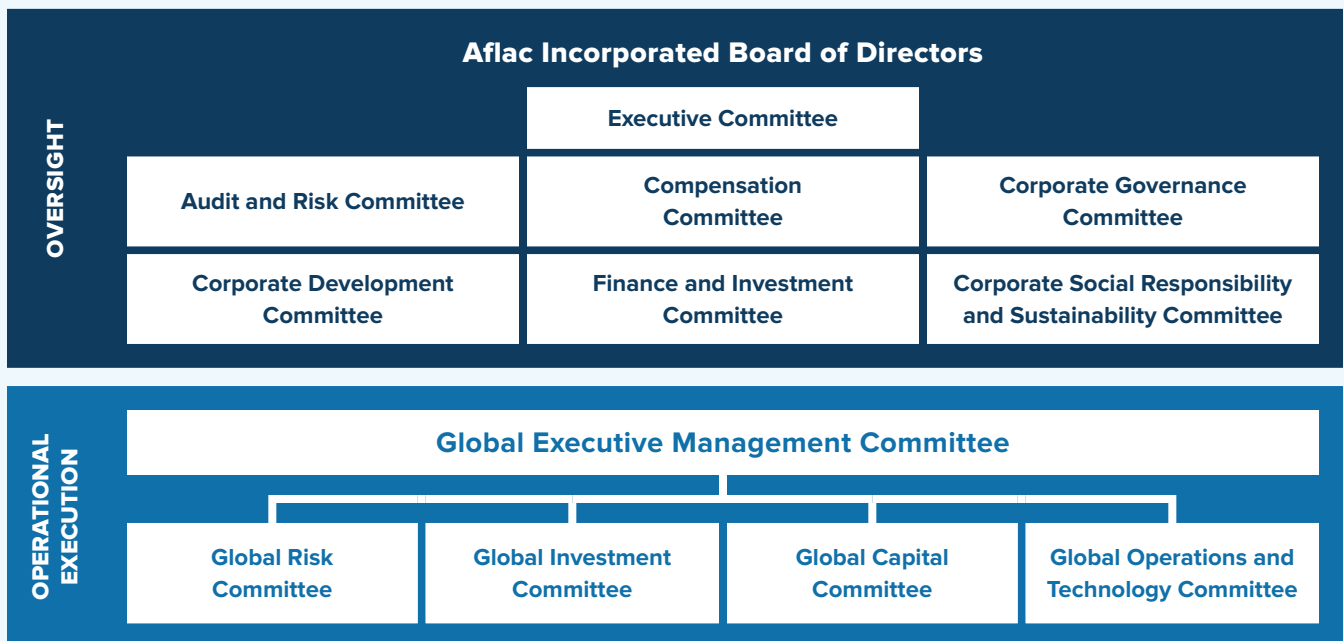 Aflac Incorporated Board of Directors
OVERSIGHT
Executive Committee
Audit and Risk Committee
Compensation
Committee
Corporate Governance
Committee
Corporate Development
Committee
Finance and Investment
Committee
Corporate Social Responsibility
and Sustainability Committee
OPERATIONAL
EXECUTION
Global Executive Management Committee
Global Risk
Committee
Global Investment
Committee
Global Capital
Committee
Global Operations and
Technology Committee